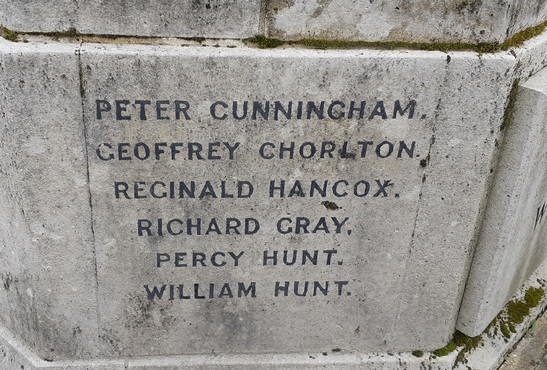 PETER CUNNINGHAM.
GEOFFREY CHORLTON.
REGINALD HANCOX.
RICHARD GRAY.
PERCY HUNT.
WILLIAM HUNT.